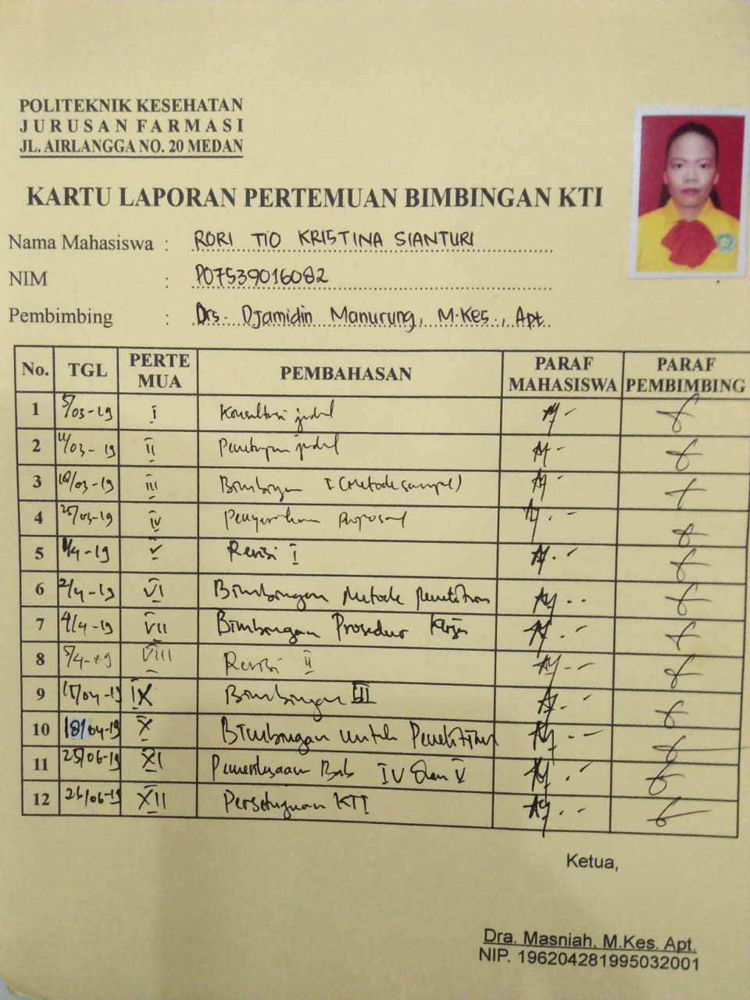 POLITEKNIK KESEHATAN
JURUSAN FARMASI
JL. AIRLANGGA NO. 20 MEDAN
KARTU LAPORAN PERTEMUAN BIMBINGAN KTI
Nama Mahasiswa : RORI TIO KRISTINA SIANTURI
NIM : P07539016082
Pembimbing : Drs. Djamidin Manurung, M.Kes., Apt.
No. TGL PERTE MUA PEMBAHASAN PARAF MAHASISWA PARAF PEMBIMBING
1 5/03-19 I Konsultasi judul
2 11/03-19 II Penetapan judul
3 18/03-19 III Bimbingan I (Metode sampel)
4 25/03-19 IV Penyerahan Proposal
5 1/4-19 V Revisi I
6 2/4-19 VI Bimbingan Metode Penelitian
7 4/4-19 VII Bimbingan Prosedur Kerja
8 5/4-19 VIII Revisi II
9 /04-19 IX Bimbingan III
10 18/04-19 X Bimbingan untuk Penelitian
11 25/06-19 XI Pemeriksaan Bab IV dan V
12 26/06-19 XII Persetujuan KTI
Ketua,
Dra. Masniah, M.Kes. Apt.
NIP. 196204281995032001